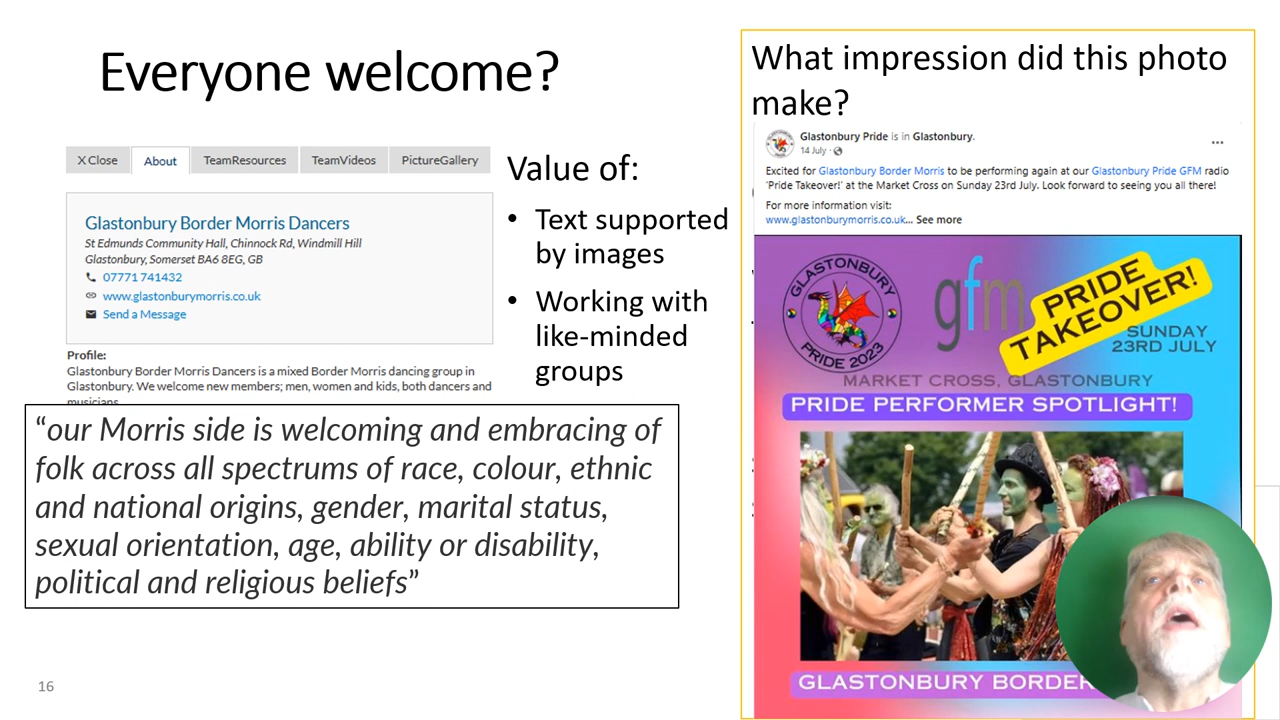 Everyone welcome?
X Close
About
TeamResources
TeamVideos
PictureGallery
Glastonbury Border Morris Dancers
St Edmunds Community Hall, Chinnock Rd, Windmill Hill
Glastonbury, Somerset BA6 8EG, GB
07771 741432
www.glastonburymorris.co.uk
Send a Message
Profile:
Glastonbury Border Morris Dancers is a mixed Border Morris dancing group in
Glastonbury. We welcome new members; men, women and kids, both dancers and
musicians
“our Morris side is welcoming and embracing of
folk across all spectrums of race, colour, ethnic
and national origins, gender, marital status,
sexual orientation, age, ability or disability,
political and religious beliefs”
Value of:
• Text supported
by images
• Working with
like-minded
groups
What impression did this photo
make?
Glastonbury Pride is in Glastonbury.
14 July ·
Excited for Glastonbury Border Morris to be performing again at our Glastonbury Pride GFM radio
'Pride Takeover!' at the Market Cross on Sunday 23rd July. Look forward to seeing you all there!
For more information visit:
www.glastonburymorris.co.uk... See more
GLASTONBURY
PRIDE 2023
gfm
PRIDE
TAKEOVER!
SUNDAY
23RD JULY
MARKET CROSS, GLASTONBURY
PRIDE PERFORMER SPOTLIGHT!
GLASTONBURY BORDER
16